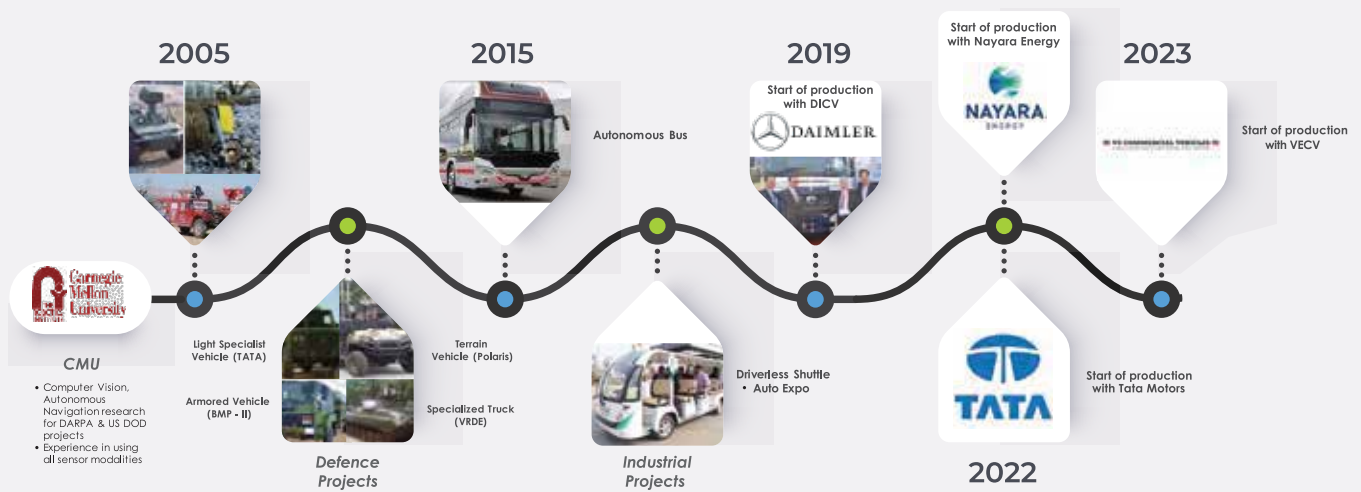 2005
2015
Autonomous Bus
2019
Start of production
with DICV
DAIMLER
Start of production
with Nayara Energy
NAYARA
ENERGY
2023
VE COMMERCIAL VEHICLES
Start of production
with VECV
Carnegie
Mellon
University
CMU
• Computer Vision,
Autonomous
Navigation research
for DARPA & US DOD
projects
• Experience in using
all sensor modalities
Light Specialist
Vehicle (TATA)
Armored Vehicle
(BMP - II)
Terrain
Vehicle (Polaris)
Specialized Truck
(VRDE)
Defence
Projects
Driverless Shuttle
• Auto Expo
Industrial
Projects
TATA
Start of production
with Tata Motors
2022